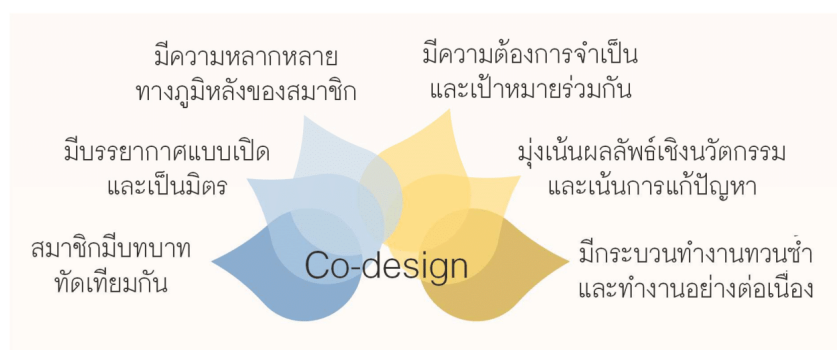 มีความหลากหลาย
ทางภูมิหลังของสมาชิก
มีความต้องการจำเป็น
และเป้าหมายร่วมกัน
มีบรรยากาศแบบเปิด
และเป็นมิตร
มุ่งเน้นผลลัพธ์เชิงนวัตกรรม
และเน้นการแก้ปัญหา
สมาชิกมีบทบาท
ทัดเทียมกัน
Co-design
มีกระบวนทำงานทวนซ้ำ
และทำงานอย่างต่อเนื่อง